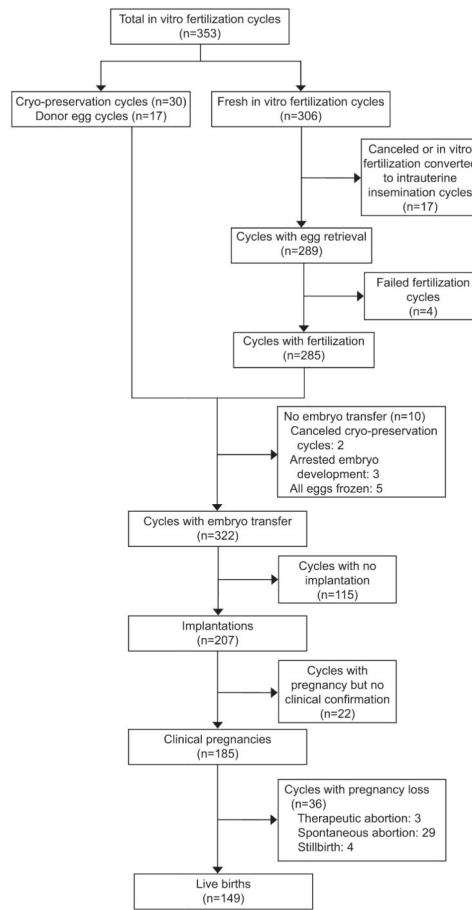 Total in vitro fertilization cycles
(n=353)
Cryo-preservation cycles (n=30)
Donor egg cycles (n=17)
Fresh in vitro fertilization cycles
(n=306)
Canceled or in vitro
fertilization converted
to intrauterine
insemination cycles
(n=17)
Cycles with egg retrieval
(n=289)
Failed fertilization
cycles
(n=4)
Cycles with fertilization
(n=285)
No embryo transfer (n=10)
Canceled cryo-preservation
cycles: 2
Arrested embryo
development: 3
All eggs frozen: 5
Cycles with embryo transfer
(n=322)
Cycles with no
implantation
(n=115)
Implantations
(n=207)
Cycles with
pregnancy but no
clinical confirmation
(n=22)
Clinical pregnancies
(n=185)
Cycles with pregnancy loss
(n=36)
Therapeutic abortion: 3
Spontaneous abortion: 29
Stillbirth: 4
Live births
(n=149)